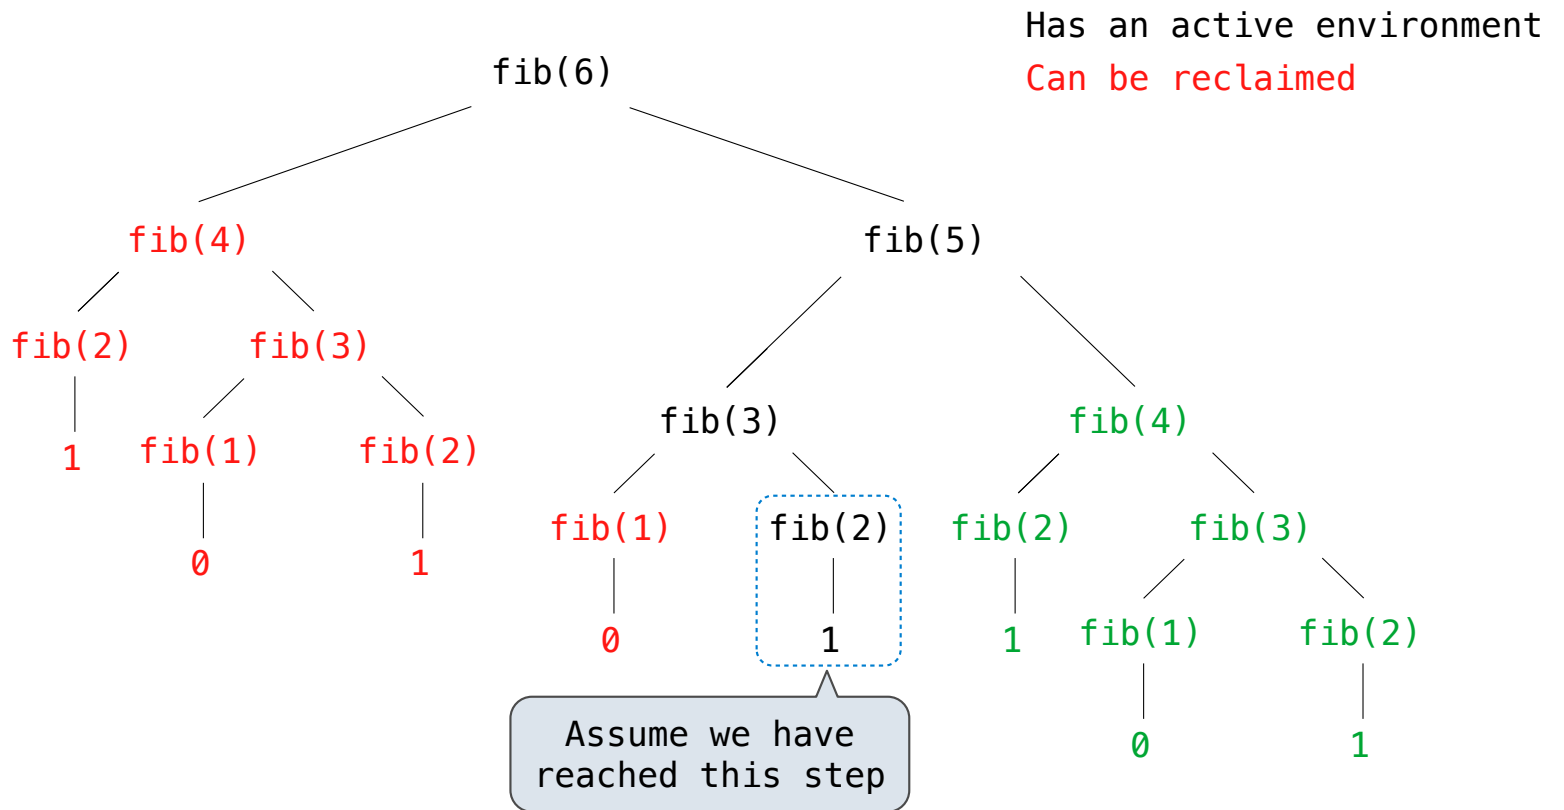 Has an active environment
Can be reclaimed
fib(6)
fib(4) fib(5)
fib(2) fib(3)
fib(3) fib(4)
1 fib(1) fib(2)
fib(1) fib(2) fib(2) fib(3)
0 1
0 1 1 fib(1) fib(2)
0 1
Assume we have
reached this step